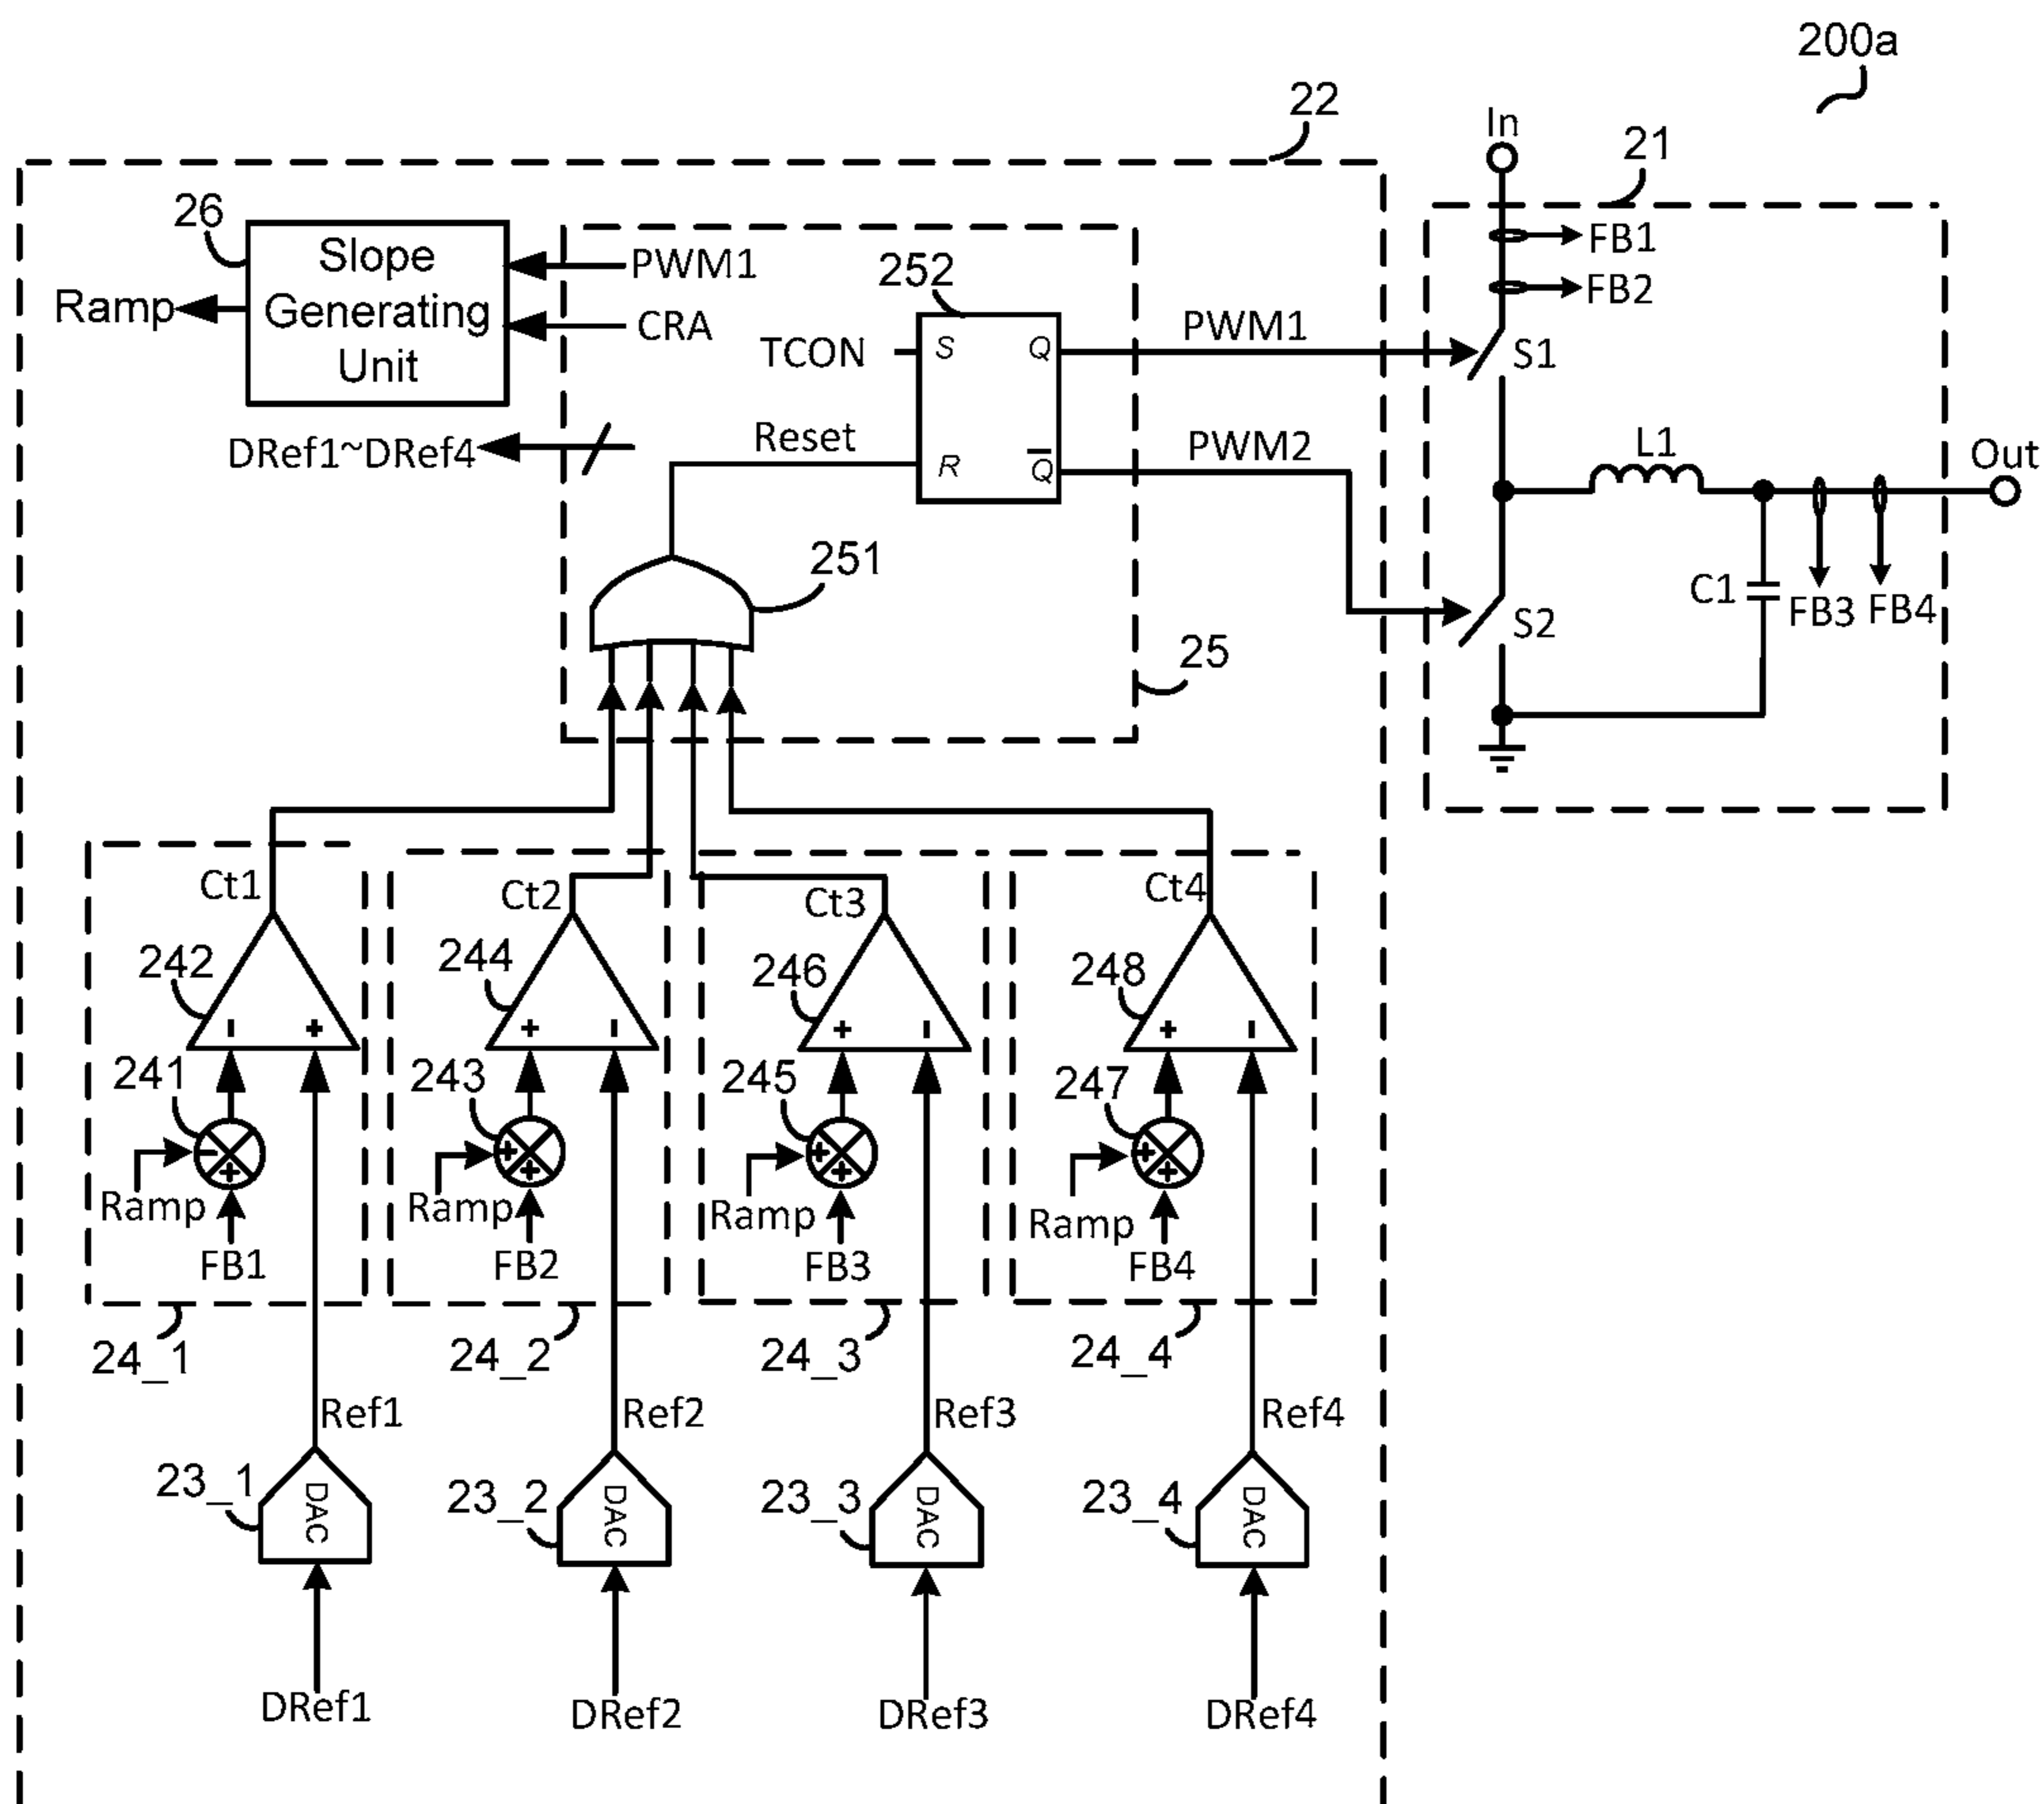 200a
22
In
21
26
Slope
Generating
Unit
PWM1
CRA
Ramp
252
FB1
FB2
TCON
S
Q
PWM1
S1
DRef1~DRef4
Reset
R
Q
PWM2
L1
Out
251
C1
FB3
FB4
S2
25
Ct1
Ct2
Ct3
Ct4
242
244
246
248
-
+
+
-
+
-
+
-
241
243
245
247
-
+
+
+
+
+
+
+
Ramp
Ramp
Ramp
Ramp
FB1
FB2
FB3
FB4
24_1
24_2
24_3
24_4
Ref1
Ref2
Ref3
Ref4
23_1
DAC
23_2
DAC
23_3
DAC
23_4
DAC
DRef1
DRef2
DRef3
DRef4